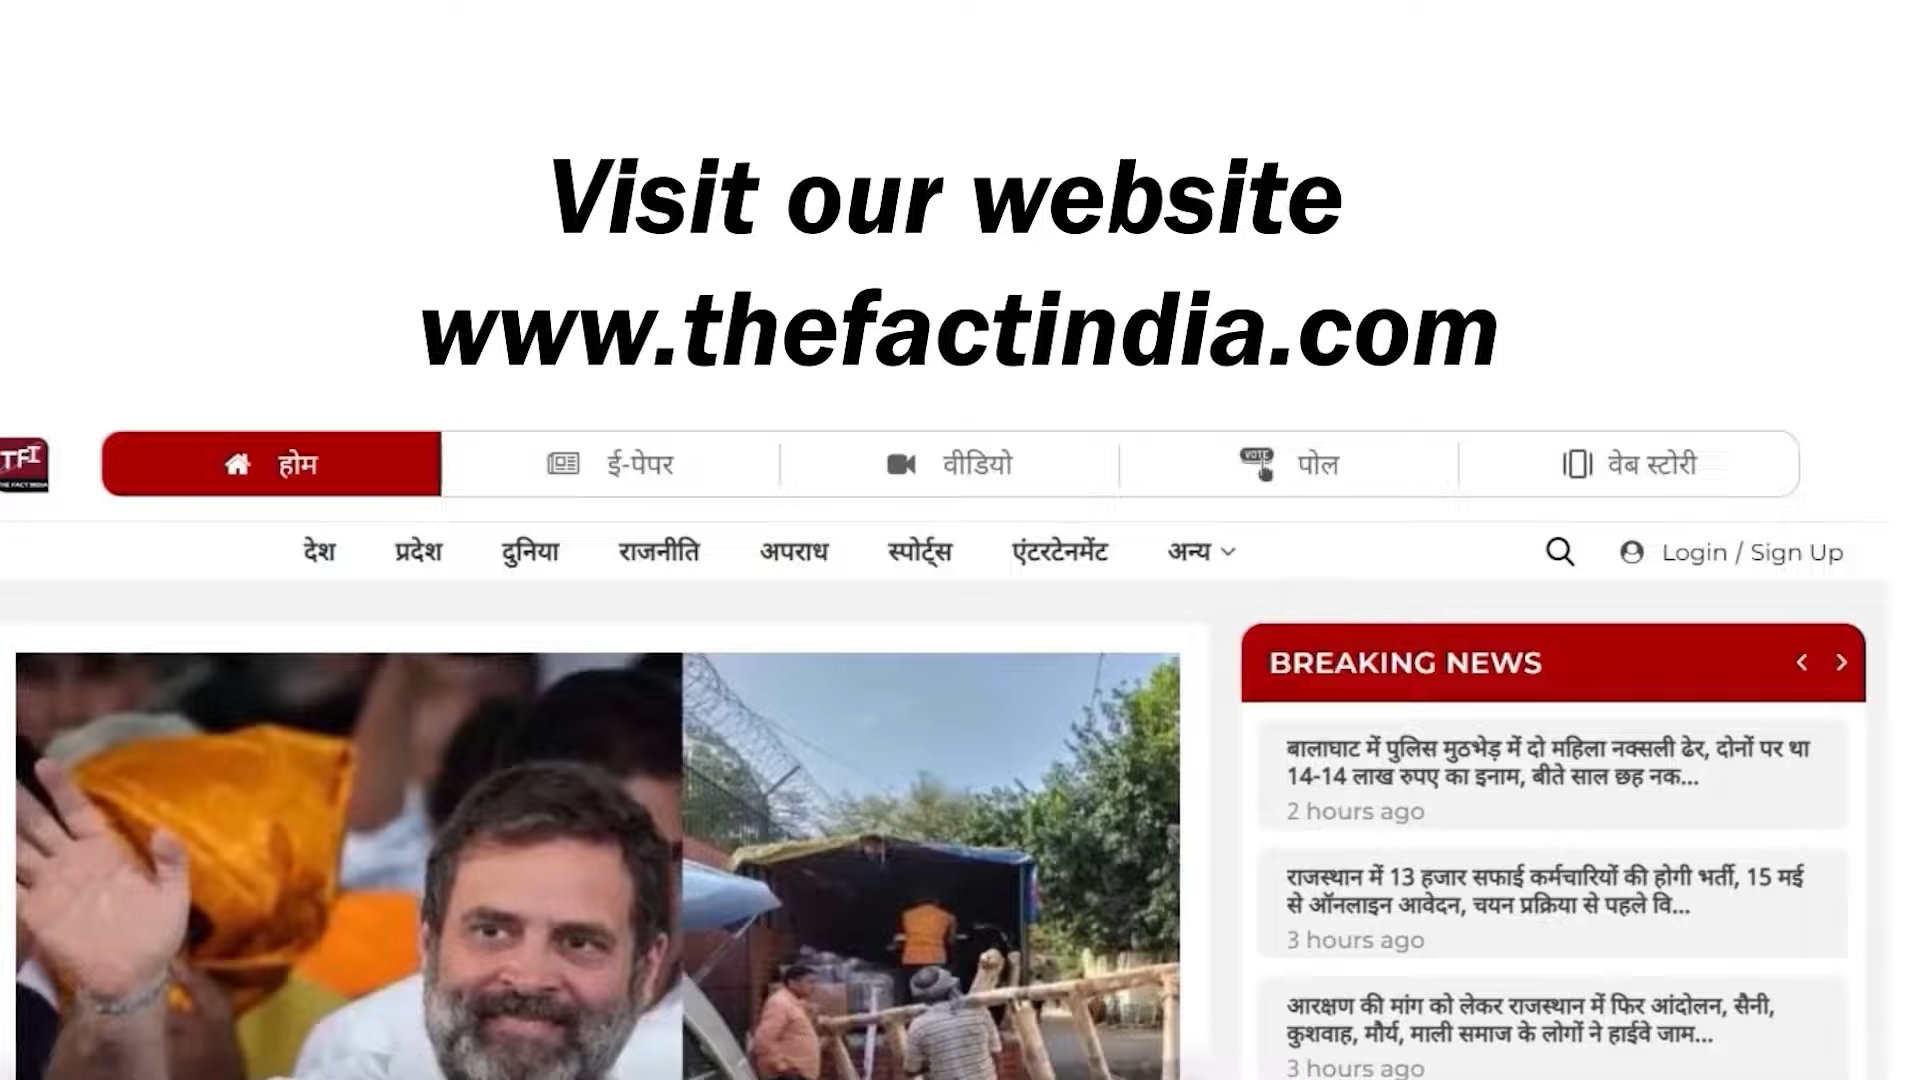 Visit our website
www.thefactindia.com
TFI
THE FACT INDIA
होम
ई-पेपर
वीडियो
VOTE
पोल
वेब स्टोरी
देश
प्रदेश
दुनिया
राजनीति
अपराध
स्पोर्ट्स
एंटरटेनमेंट
अन्य
Login / Sign Up
BREAKING NEWS
बालाघाट में पुलिस मुठभेड़ में दो महिला नक्सली ढेर, दोनों पर था
14-14 लाख रुपए का इनाम, बीते साल छह नक...
2 hours ago
राजस्थान में 13 हजार सफाई कर्मचारियों की होगी भर्ती, 15 मई
से ऑनलाइन आवेदन, चयन प्रक्रिया से पहले वि...
3 hours ago
आरक्षण की मांग को लेकर राजस्थान में फिर आंदोलन, सैनी,
कुशवाह, मौर्य, माली समाज के लोगों ने हाईवे जाम...
3 hours ago